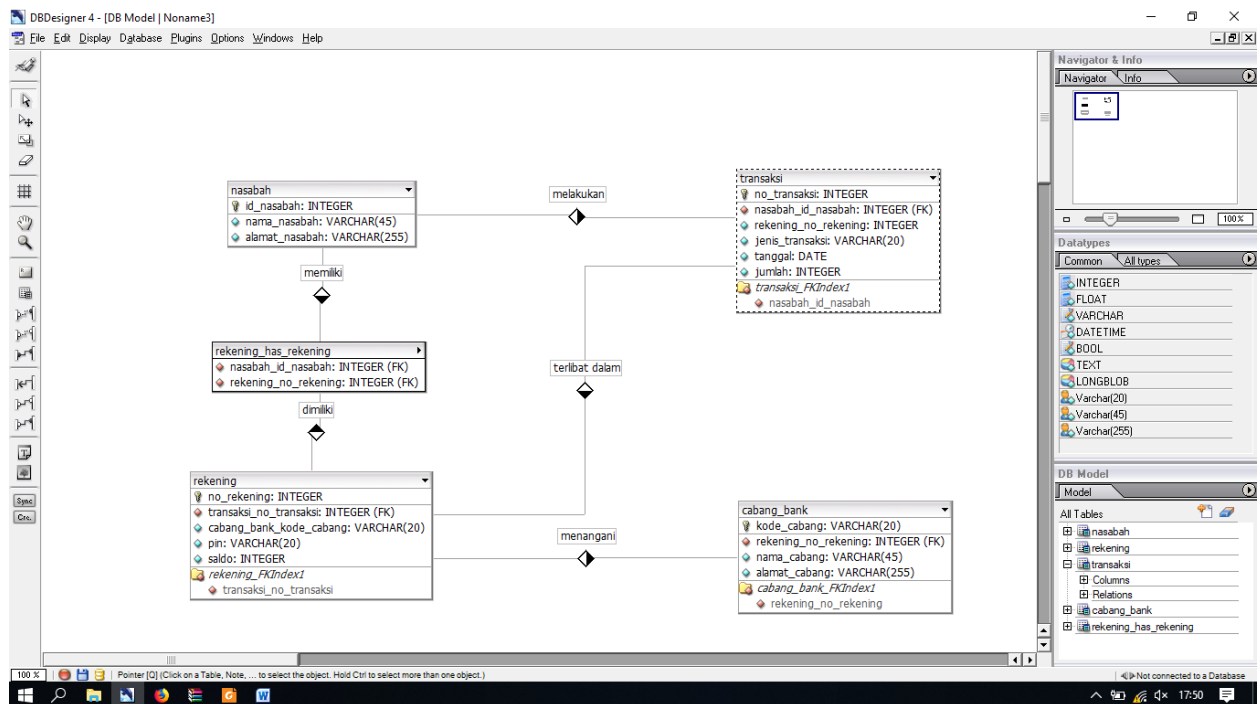 DBDesigner 4 - [DB Model | Noname3]
File Edit Display Database Plugins Options Windows Help
nasabah
id_nasabah: INTEGER
nama_nasabah: VARCHAR(45)
alamat_nasabah: VARCHAR(255)
melakukan
transaksi
no_transaksi: INTEGER
nasabah_id_nasabah: INTEGER (FK)
rekening_no_rekening: INTEGER
jenis_transaksi: VARCHAR(20)
tanggal: DATE
jumlah: INTEGER
transaksi_FKIndex1
nasabah_id_nasabah
memiliki
rekening_has_rekening
nasabah_id_nasabah: INTEGER (FK)
rekening_no_rekening: INTEGER (FK)
terlibat dalam
dimiliki
rekening
no_rekening: INTEGER
transaksi_no_transaksi: INTEGER (FK)
cabang_bank_kode_cabang: VARCHAR(20)
pin: VARCHAR(20)
saldo: INTEGER
rekening_FKIndex1
transaksi_no_transaksi
menangani
cabang_bank
kode_cabang: VARCHAR(20)
rekening_no_rekening: INTEGER (FK)
nama_cabang: VARCHAR(45)
alamat_cabang: VARCHAR(255)
cabang_bank_FKIndex1
rekening_no_rekening
Sync
Navigator & Info
Navigator Info
100 %
Datatypes
Common All types
INTEGER
FLOAT
VARCHAR
DATETIME
BOOL
TEXT
LONGBLOB
Varchar(20)
Varchar(45)
Varchar(255)
DB Model
Model
All Tables
nasabah
rekening
transaksi
Columns
Relations
cabang_bank
rekening_has_rekening
100 % Pointer [Q] (Click on a Table, Note, ... to select the object. Hold Ctrl to select more than one object.) Not connected to a Database
17:50